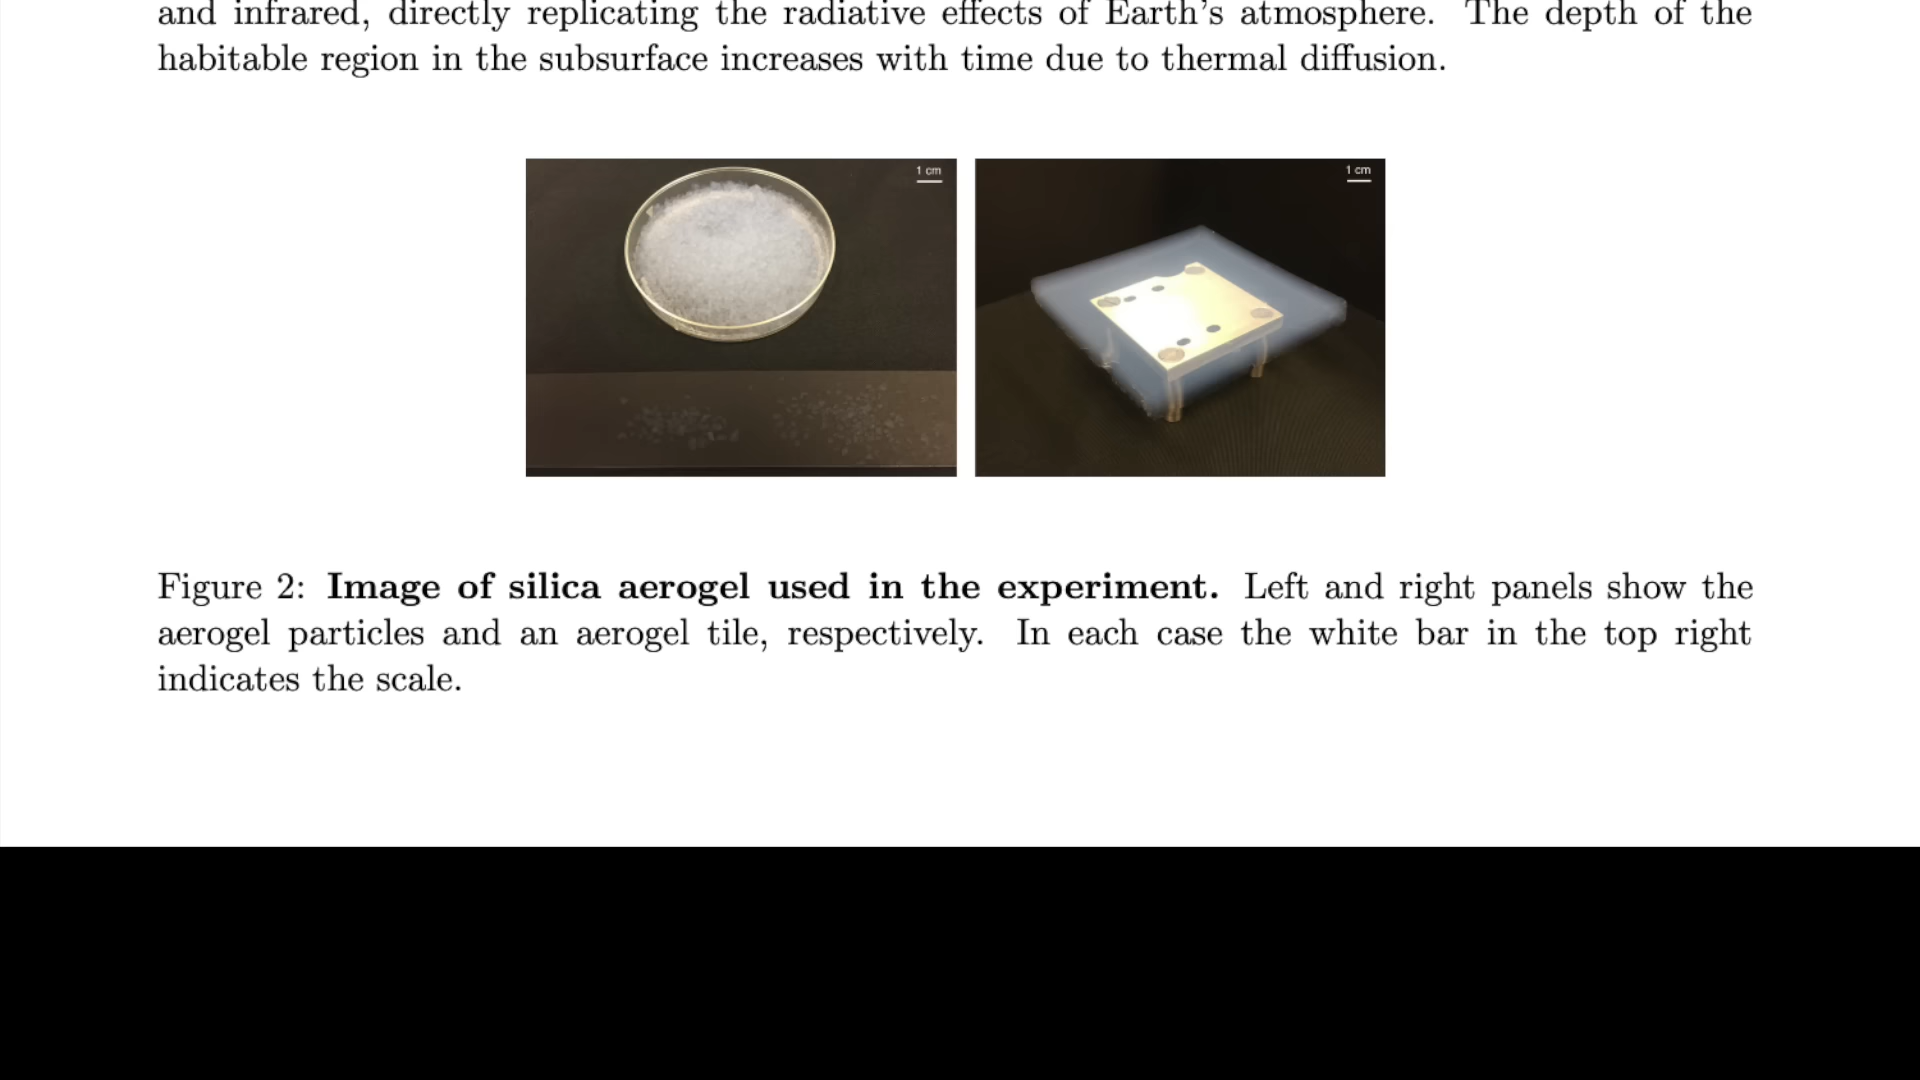 and infrared, directly replicating the radiative effects of Earth's atmosphere. The depth of the
habitable region in the subsurface increases with time due to thermal diffusion.
1 cm
1 cm
Figure 2: Image of silica aerogel used in the experiment. Left and right panels show the
aerogel particles and an aerogel tile, respectively. In each case the white bar in the top right
indicates the scale.